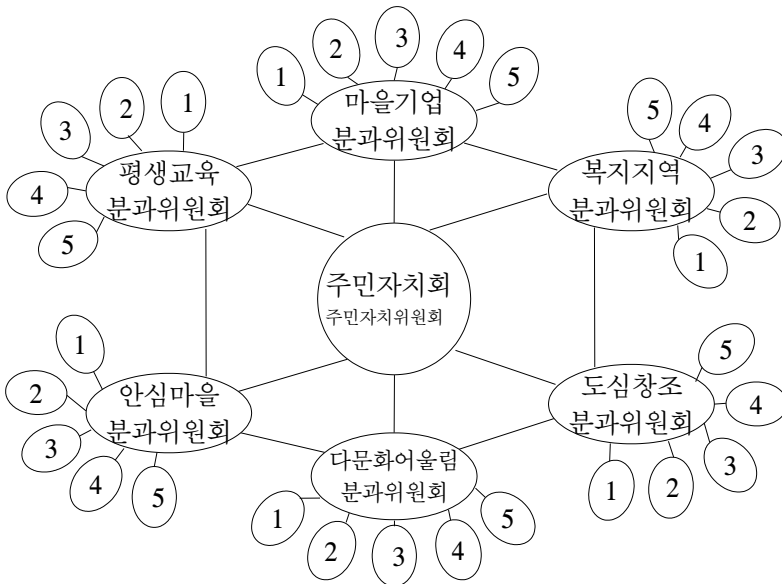 1
2
3
4
5
마을기업
분과위원회
1
2
3
4
5
평생교육
분과위원회
5
4
3
2
1
복지지역
분과위원회
주민자치회
주민자치위원회
1
2
3
4
5
안심마을
분과위원회
5
4
3
2
1
도심창조
분과위원회
다문화어울림
분과위원회
1
2
3
4
5